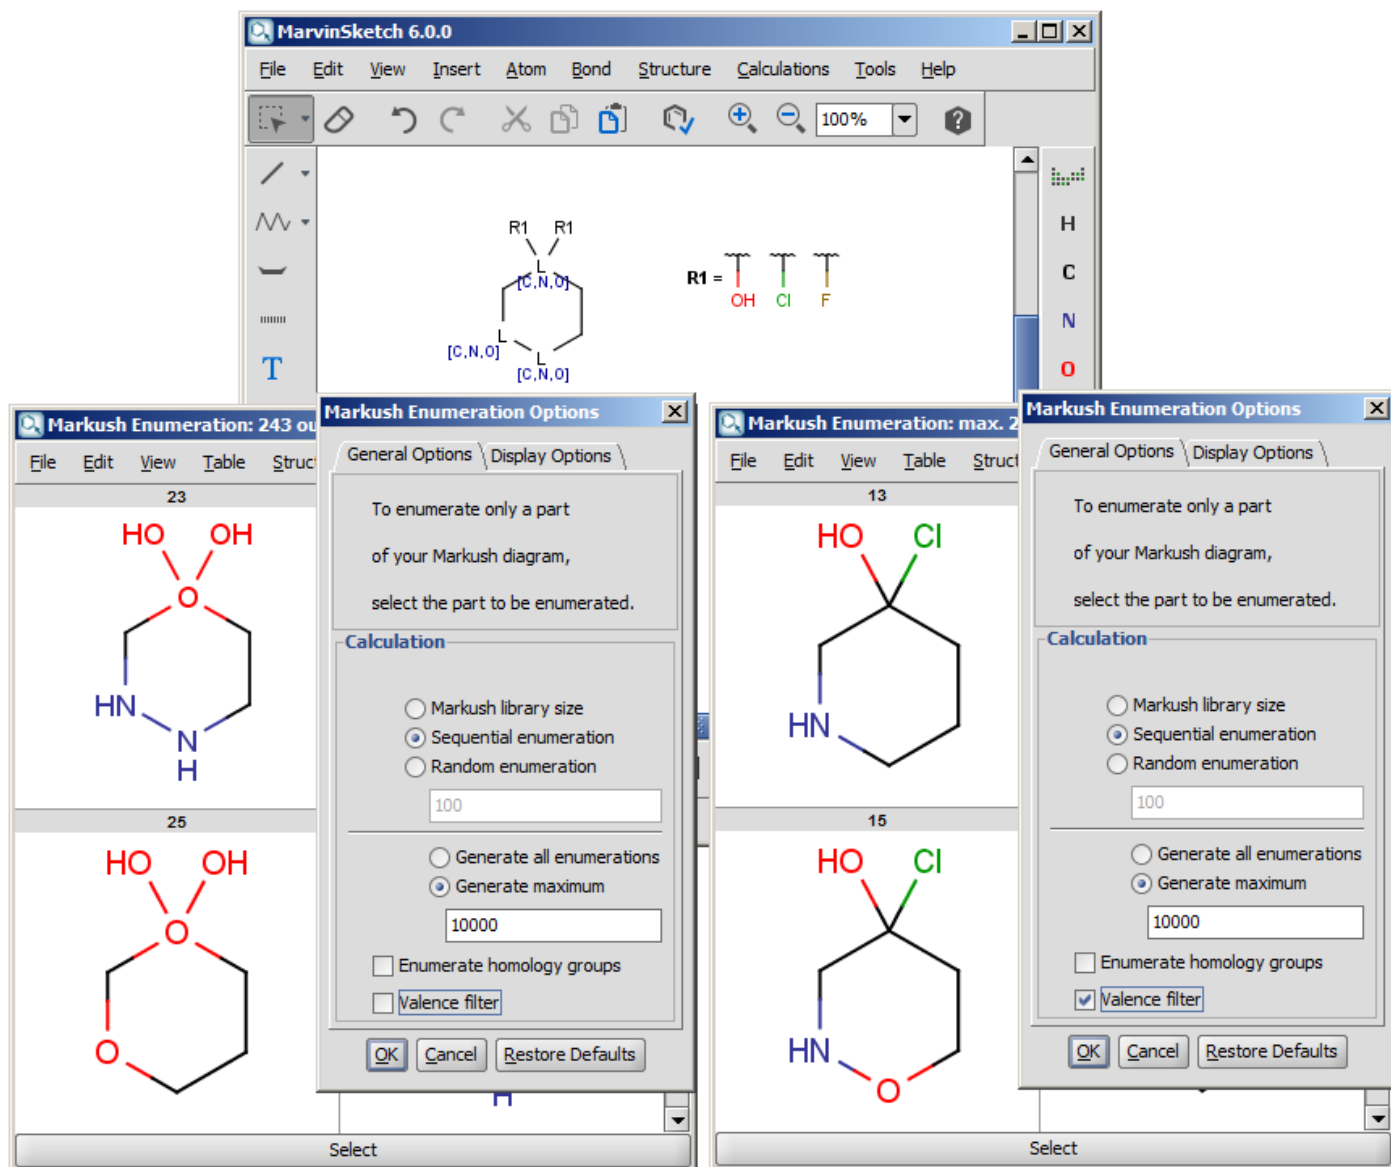 MarvinSketch 6.0.0
File Edit View Insert Atom Bond Structure Calculations Tools Help
100%
?
T
H
C
N
O
R1 R1
L
[C,N,O]
L
[C,N,O]
L
[C,N,O]
R1 =
OH Cl F
Markush Enumeration: 243 ou
File Edit View Table Struct
23
HO OH
O
HN
N
H
25
HO OH
O
O
H
Select
Markush Enumeration Options
General Options Display Options
To enumerate only a part
of your Markush diagram,
select the part to be enumerated.
Calculation
Markush library size
Sequential enumeration
Random enumeration
100
Generate all enumerations
Generate maximum
10000
Enumerate homology groups
Valence filter
OK Cancel Restore Defaults
Markush Enumeration: max. 2
File Edit View Table Struct
13
HO Cl
HN
15
HO Cl
HN
O
Select
Markush Enumeration Options
General Options Display Options
To enumerate only a part
of your Markush diagram,
select the part to be enumerated.
Calculation
Markush library size
Sequential enumeration
Random enumeration
100
Generate all enumerations
Generate maximum
10000
Enumerate homology groups
Valence filter
OK Cancel Restore Defaults